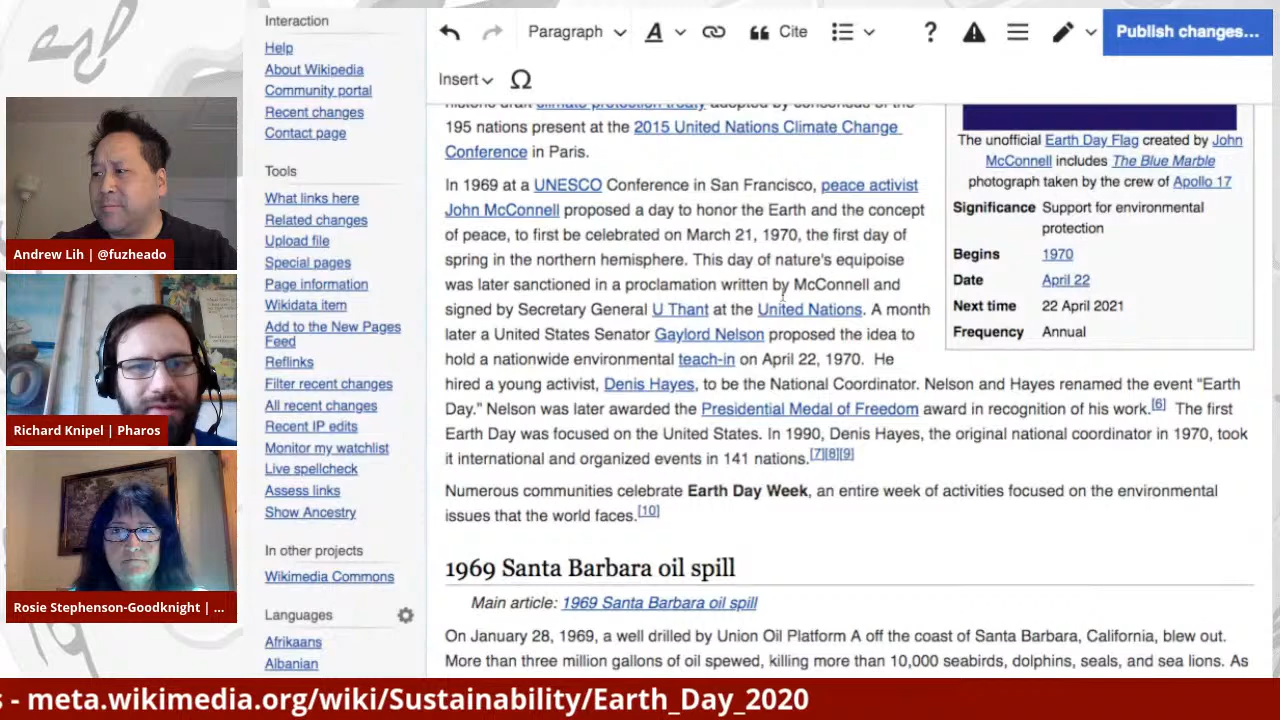 Andrew Lih | @fuzheado
Richard Knipel | Pharos
Rosie Stephenson-Goodknight | ...
Interaction
Help
About Wikipedia
Community portal
Recent changes
Contact page
Tools
What links here
Related changes
Upload file
Special pages
Page information
Wikidata item
Add to the New Pages
Feed
Reflinks
Filter recent changes
All recent changes
Recent IP edits
Monitor my watchlist
Live spellcheck
Assess links
Show Ancestry
In other projects
Wikimedia Commons
Languages
Afrikaans
Albanian
Paragraph A Cite ? Publish changes...
Insert Ω
historic draft climate protection treaty adopted by consensus of the
195 nations present at the 2015 United Nations Climate Change
Conference in Paris.
In 1969 at a UNESCO Conference in San Francisco, peace activist
John McConnell proposed a day to honor the Earth and the concept
of peace, to first be celebrated on March 21, 1970, the first day of
spring in the northern hemisphere. This day of nature's equipoise
was later sanctioned in a proclamation written by McConnell and
signed by Secretary General U Thant at the United Nations. A month
later a United States Senator Gaylord Nelson proposed the idea to
hold a nationwide environmental teach-in on April 22, 1970. He
hired a young activist, Denis Hayes, to be the National Coordinator. Nelson and Hayes renamed the event "Earth
Day." Nelson was later awarded the Presidential Medal of Freedom award in recognition of his work.[6] The first
Earth Day was focused on the United States. In 1990, Denis Hayes, the original national coordinator in 1970, took
it international and organized events in 141 nations.[7][8][9]
Numerous communities celebrate Earth Day Week, an entire week of activities focused on the environmental
issues that the world faces.[10]
The unofficial Earth Day Flag created by John
McConnell includes The Blue Marble
photograph taken by the crew of Apollo 17
Significance Support for environmental
protection
Begins 1970
Date April 22
Next time 22 April 2021
Frequency Annual
1969 Santa Barbara oil spill
Main article: 1969 Santa Barbara oil spill
On January 28, 1969, a well drilled by Union Oil Platform A off the coast of Santa Barbara, California, blew out.
More than three million gallons of oil spewed, killing more than 10,000 seabirds, dolphins, seals, and sea lions. As
s - meta.wikimedia.org/wiki/Sustainability/Earth_Day_2020